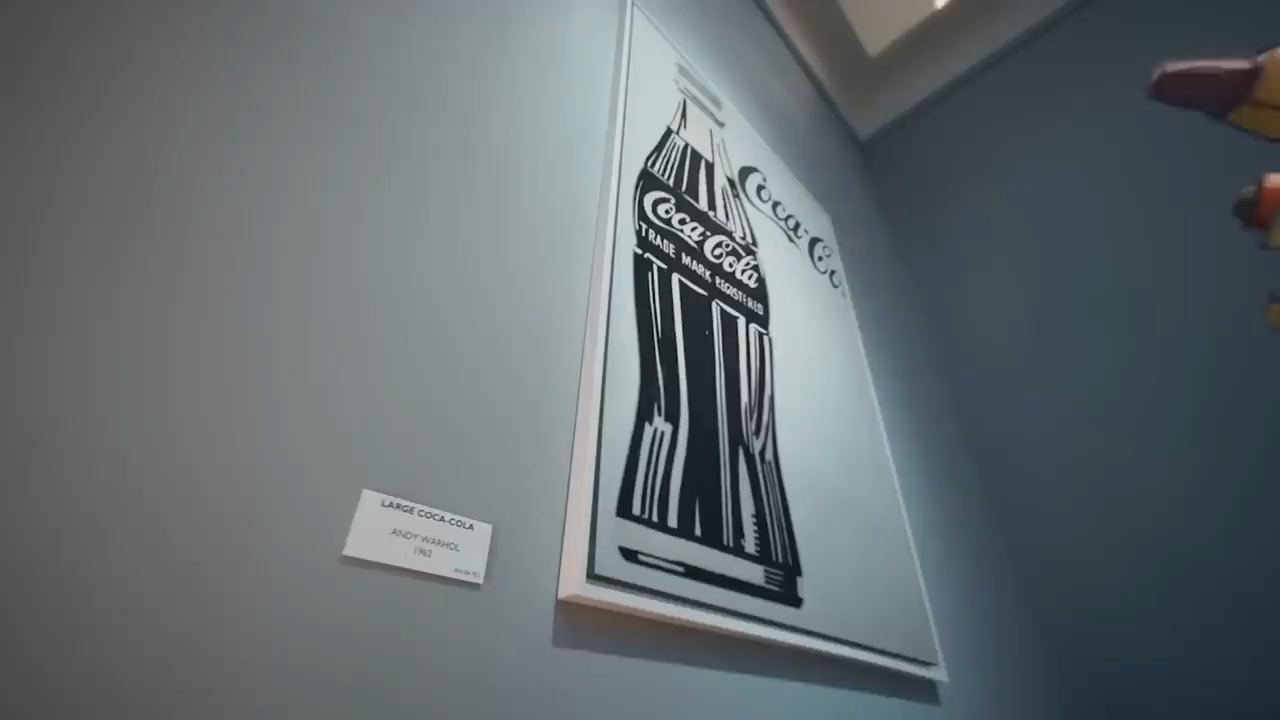 Coca-Cola
TRADE MARK REGISTERED
Coca-Co
LARGE COCA-COLA
ANDY WARHOL
1962